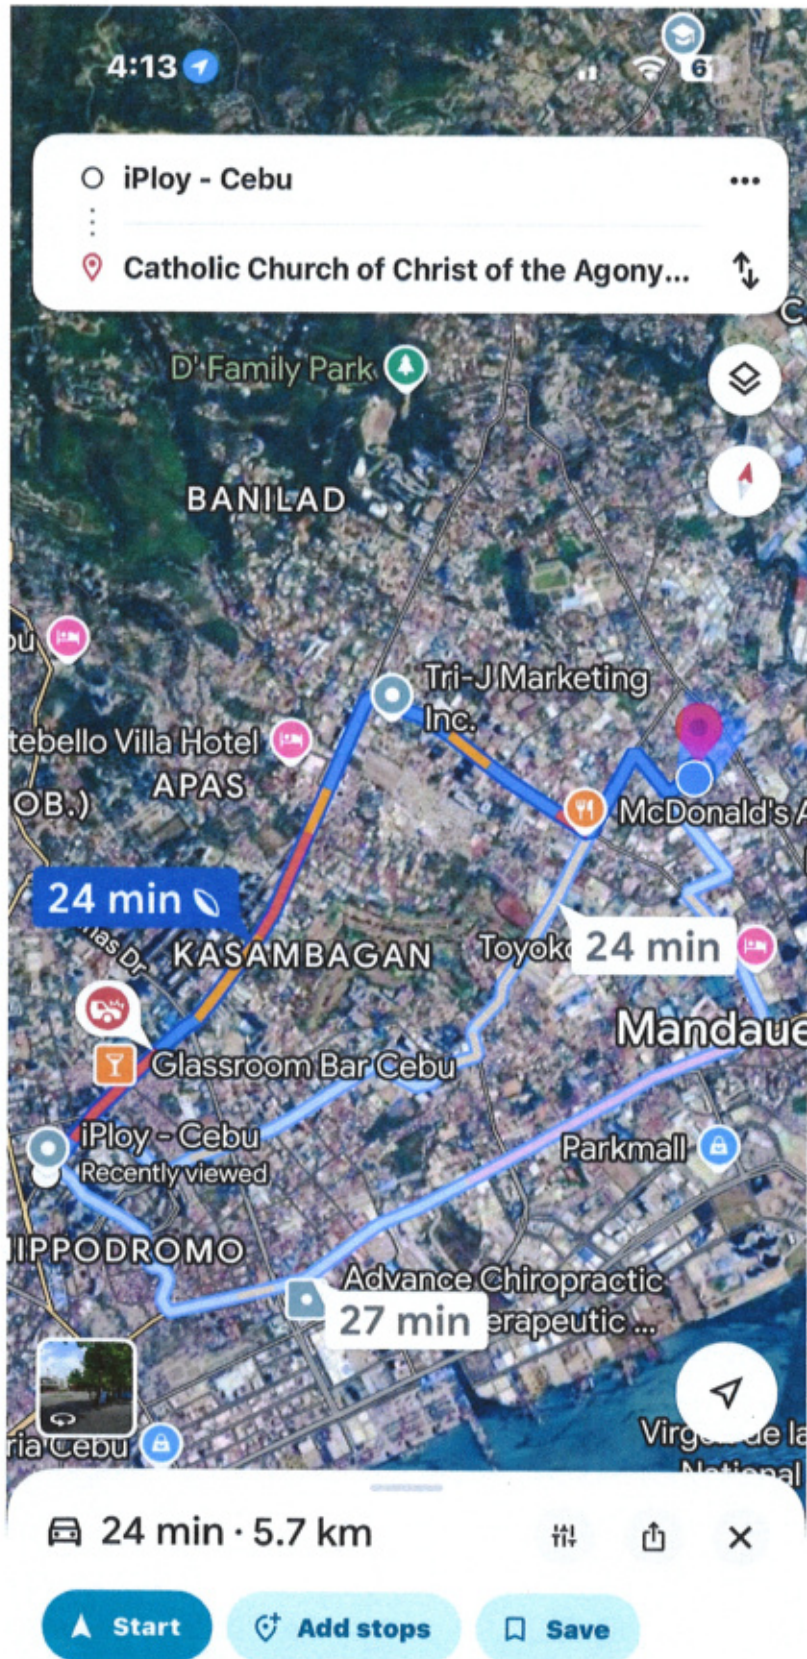 4:13
6
iPloy - Cebu
Catholic Church of Christ of the Agony...
D' Family Park
BANILAD
Tri-J Marketing
Inc.
tebello Villa Hotel
APAS
OB.)
McDonald's A
24 min
KASAMBAGAN
24 min
Mandaue
Glassroom Bar Cebu
iPloy - Cebu
Recently viewed
Parkmall
HIPPODROMO
Advance Chiropractic
erapeutic ...
27 min
ria Cebu
National
24 min · 5.7 km
Start
Add stops
Save